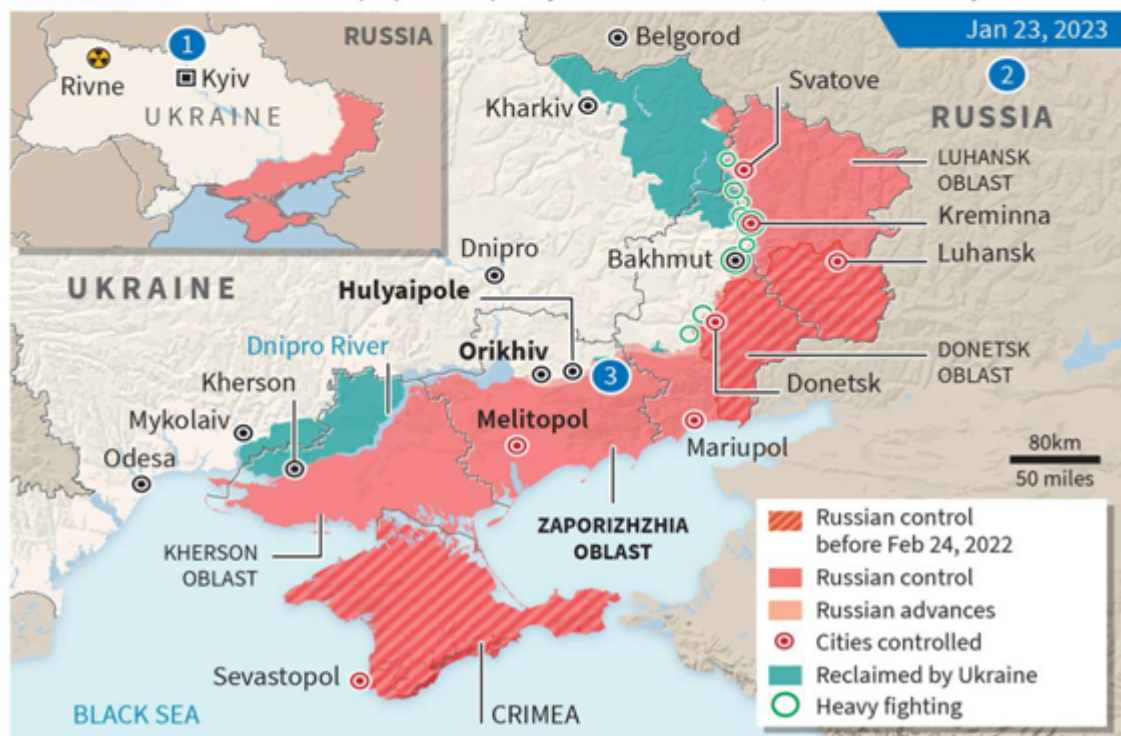 Jan 23, 2023
RUSSIA
1
Rivne
Kyiv
UKRAINE
Belgorod
2
Svatove
Kharkiv
RUSSIA
LUHANSK
OBLAST
Kreminna
Dnipro
Bakhmut
Luhansk
UKRAINE
Hulyaipole
Dnipro River
Orikhiv
DONETSK
OBLAST
Kherson
3
Donetsk
Mykolaiv
Melitopol
Mariupol
Odesa
80km
50 miles
ZAPORIZHZHIA
OBLAST
KHERSON
OBLAST
Russian control
before Feb 24, 2022
Russian control
Russian advances
Cities controlled
Reclaimed by Ukraine
Heavy fighting
Sevastopol
BLACK SEA
CRIMEA